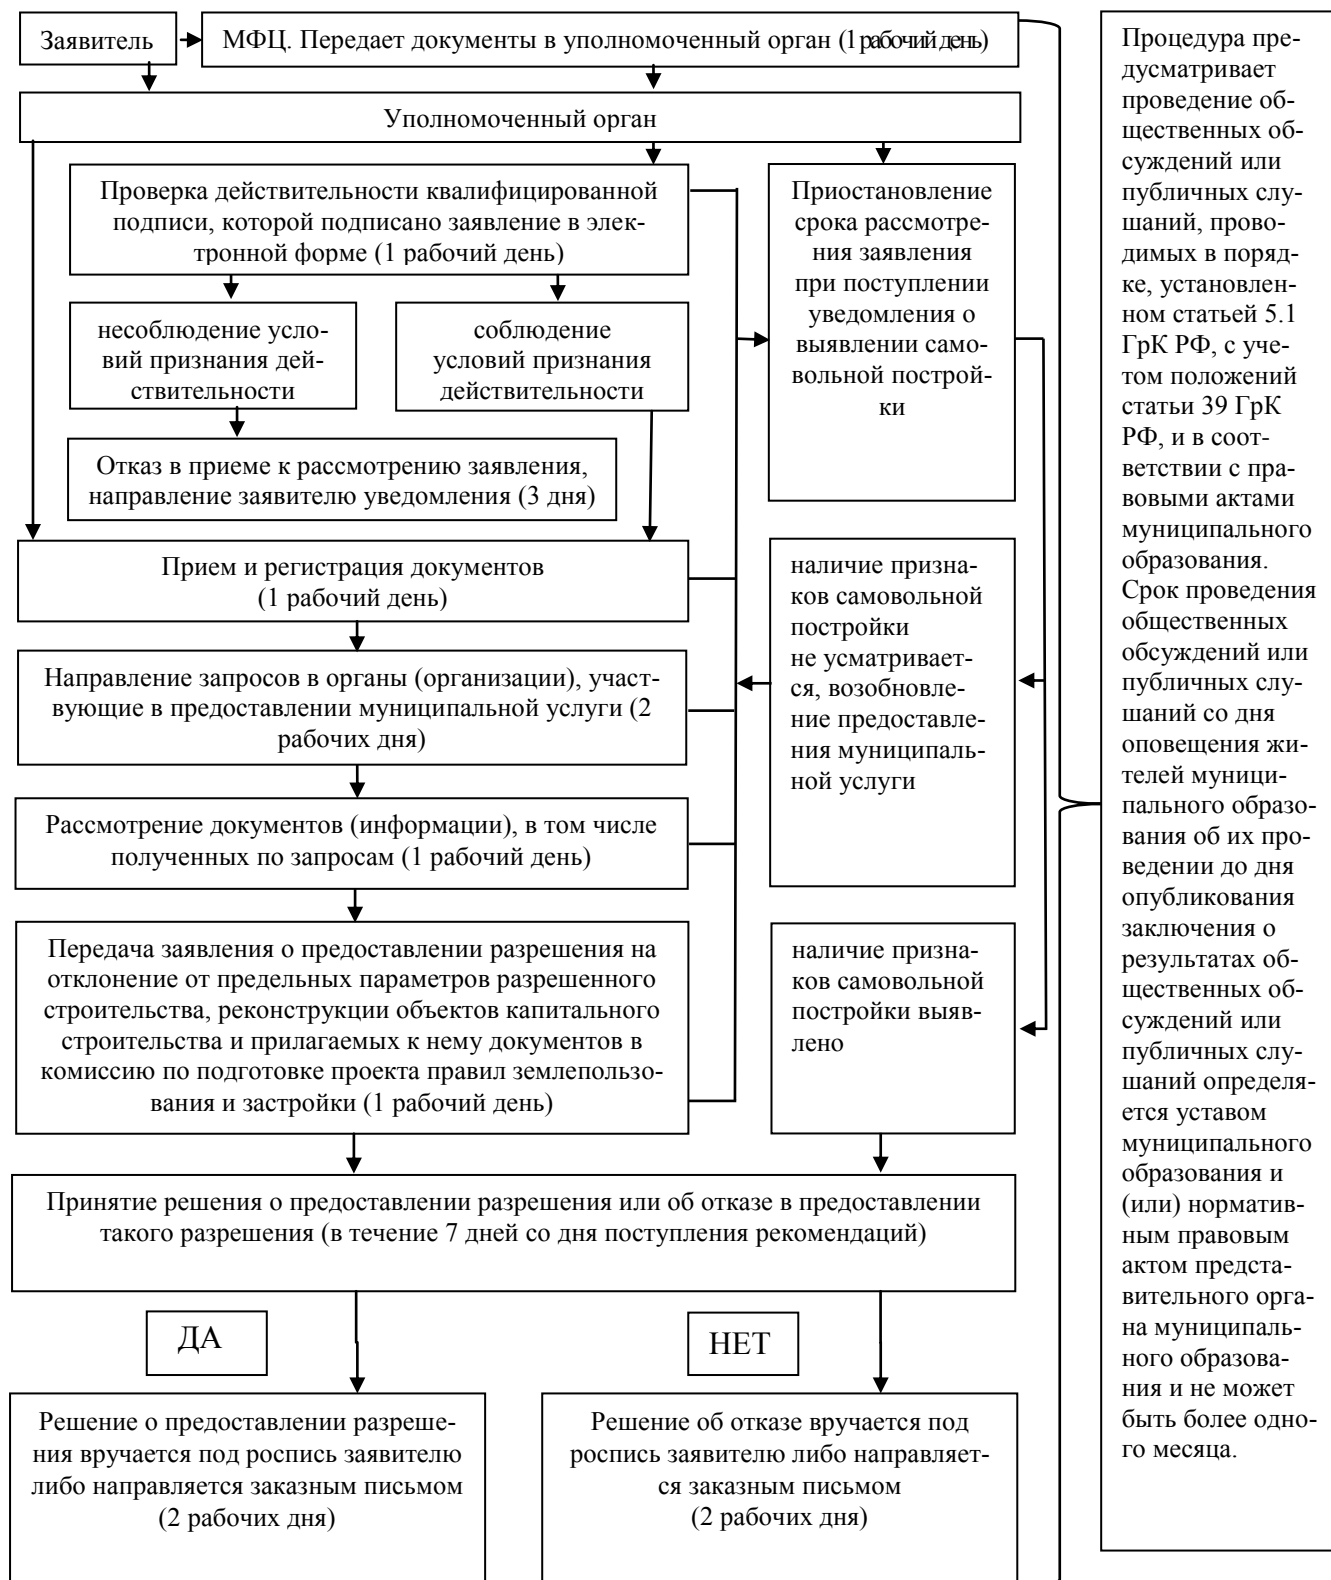 Заявитель
МФЦ. Передает документы в уполномоченный орган (1 рабочий день)
Уполномоченный орган
Проверка действительности квалифицированной
подписи, которой подписано заявление в элек-
тронной форме (1 рабочий день)
несоблюдение усло-
вий признания дей-
ствительности
соблюдение
условий признания
действительности
Отказ в приеме к рассмотрению заявления,
направление заявителю уведомления (3 дня)
Приостановление
срока рассмотре-
ния заявления
при поступлении
уведомления о
выявлении само-
вольной построй-
ки
Прием и регистрация документов
(1 рабочий день)
Направление запросов в органы (организации), участ-
вующие в предоставлении муниципальной услуги (2
рабочих дня)
Рассмотрение документов (информации), в том числе
полученных по запросам (1 рабочий день)
Передача заявления о предоставлении разрешения на
отклонение от предельных параметров разрешенного
строительства, реконструкции объектов капитального
строительства и прилагаемых к нему документов в
комиссию по подготовке проекта правил землепользо-
вания и застройки (1 рабочий день)
наличие призна-
ков самовольной
постройки
не усматривает-
ся, возобновле-
ние предоставле-
ния муниципаль-
ной услуги
наличие призна-
ков самовольной
постройки выяв-
лено
Принятие решения о предоставлении разрешения или об отказе в предоставлении
такого разрешения (в течение 7 дней со дня поступления рекомендаций)
ДА
НЕТ
Решение о предоставлении разреше-
ния вручается под роспись заявителю
либо направляется заказным письмом
(2 рабочих дня)
Решение об отказе вручается под
роспись заявителю либо направляет-
ся заказным письмом
(2 рабочих дня)
Процедура пре-
дусматривает
проведение об-
щественных об-
суждений или
публичных слу-
шаний, прово-
димых в поряд-
ке, установлен-
ном статьей 5.1
ГрК РФ, с уче-
том положений
статьи 39 ГрК
РФ, и в соот-
ветствии с пра-
вовыми актами
муниципального
образования.
Срок проведения
общественных
обсуждений или
публичных слу-
шаний со дня
оповещения жи-
телей муници-
пального образо-
вания об их про-
ведении до дня
опубликования
заключения о
результатах об-
щественных об-
суждений или
публичных слу-
шаний определя-
ется уставом
муниципального
образования и
(или) норматив-
ным правовым
актом предста-
вительного орга-
на муниципаль-
ного образова-
ния и не может
быть более одно-
го месяца.